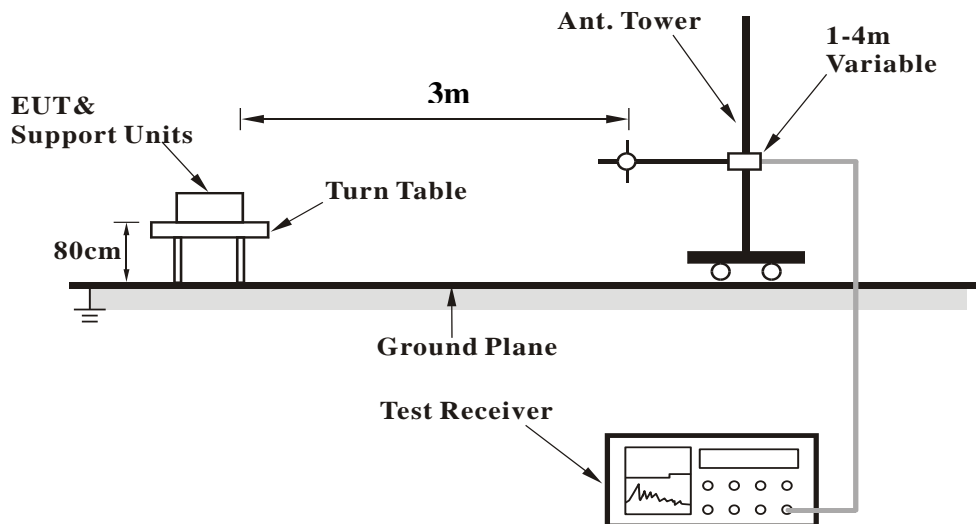 Ant. Tower
1-4m
Variable
3m
EUT&
Support Units
Turn Table
80cm
Ground Plane
Test Receiver